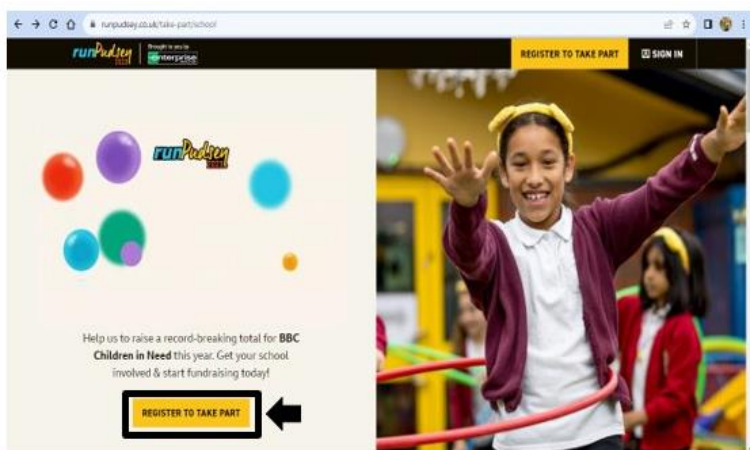 runpudsey.co.uk/take-part/school
runPudsey
Brought to you by
enterprise
REGISTER TO TAKE PART
SIGN IN
runPudsey
Help us to raise a record-breaking total for BBC
Children in Need this year. Get your school
involved & start fundraising today!
REGISTER TO TAKE PART